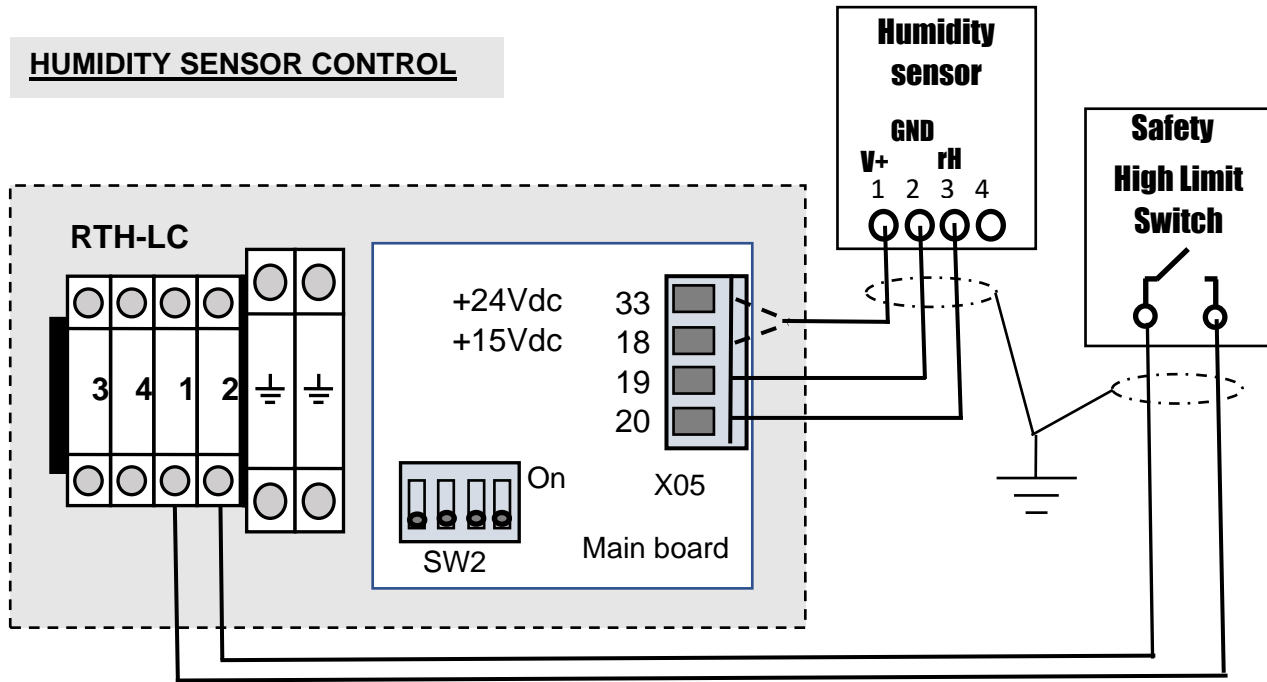 HUMIDITY SENSOR CONTROL
Humidity
sensor
GND
V+ rH
1 2 3 4
Safety
High Limit
Switch
RTH-LC
3 4 1 2
+24Vdc 33
+15Vdc 18
19
20
On
X05
SW2
Main board